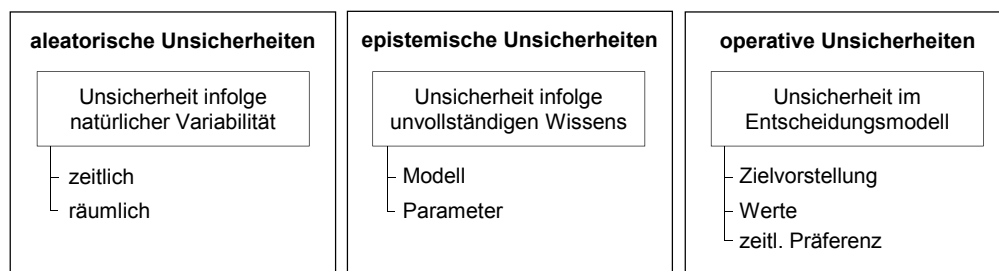 aleatorische Unsicherheiten
Unsicherheit infolge
natürlicher Variabilität
zeitlich
räumlich
epistemische Unsicherheiten
Unsicherheit infolge
unvollständigen Wissens
Modell
Parameter
operative Unsicherheiten
Unsicherheit im
Entscheidungsmodell
Zielvorstellung
Werte
zeitl. Präferenz